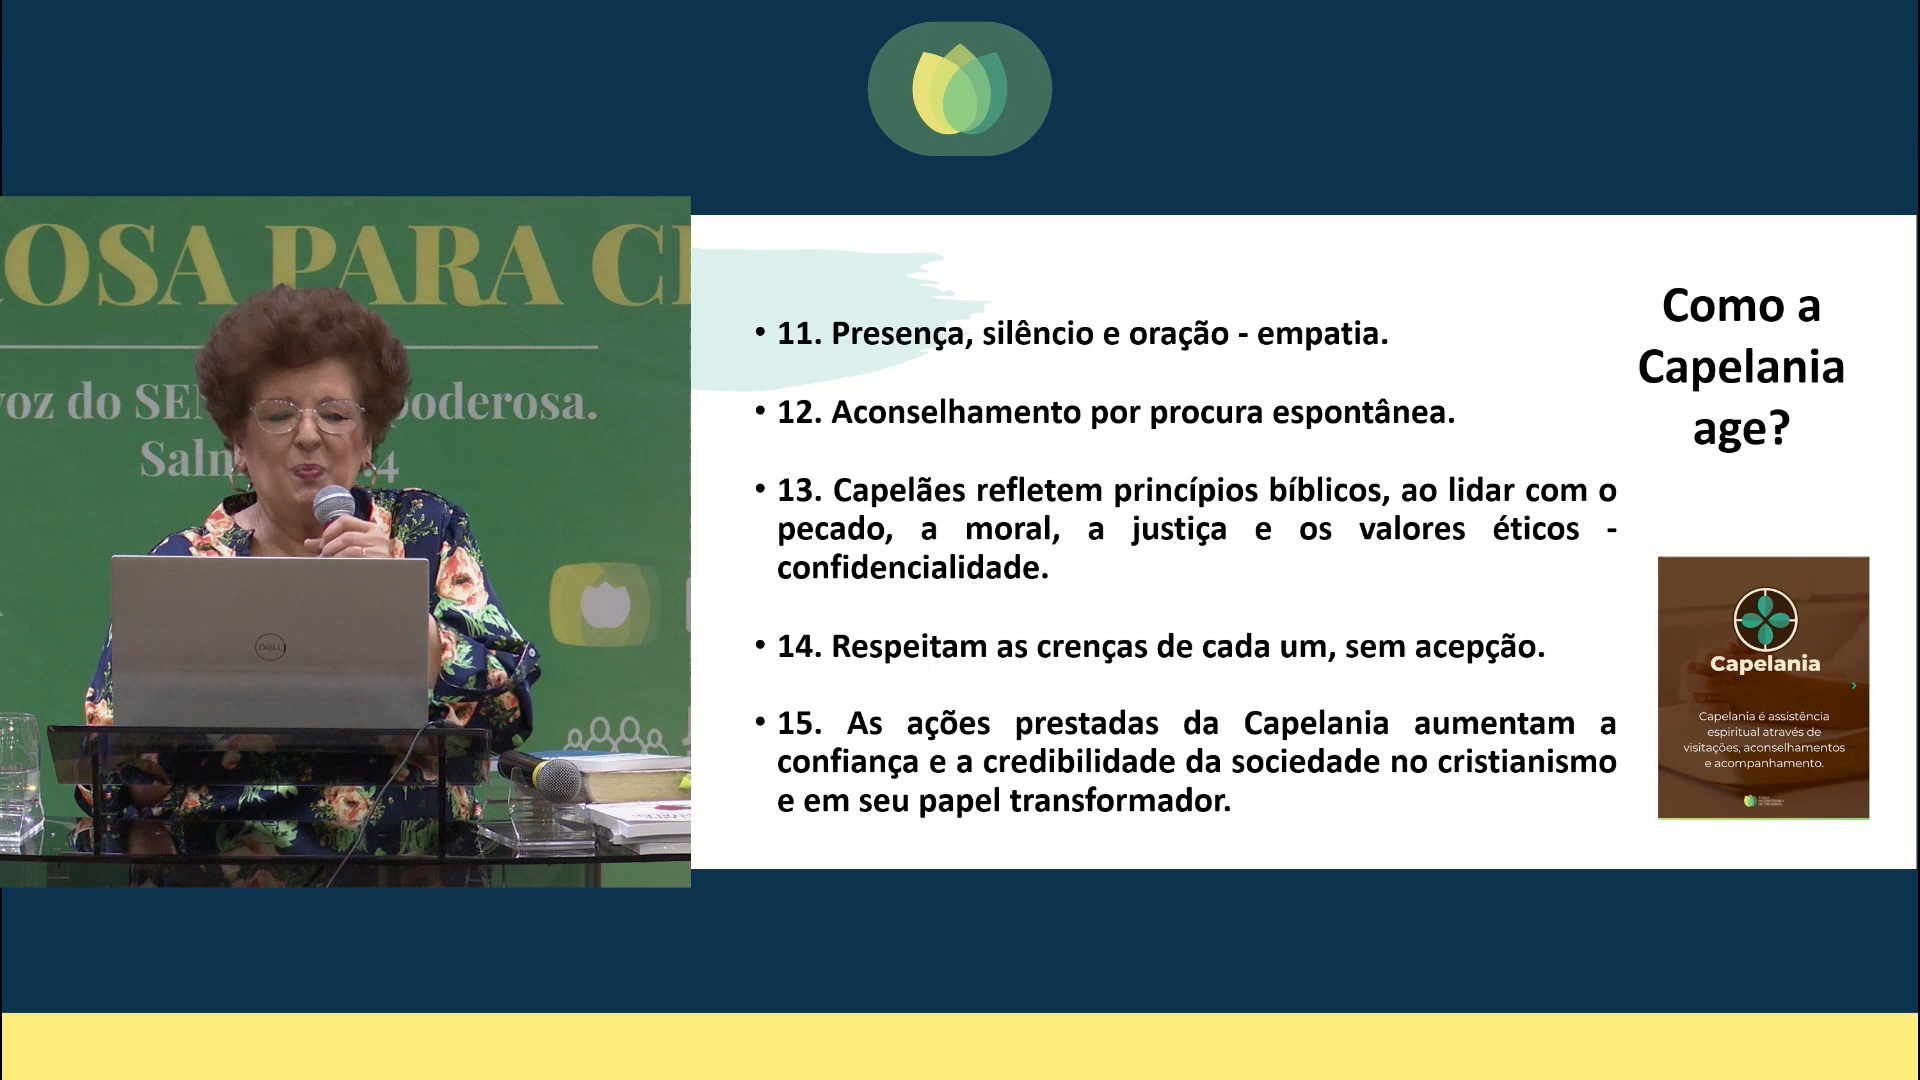 OSA PARA C
voz do SE
poderosa.
Salm
.4
DELL
• 11. Presença, silêncio e oração - empatia.
• 12. Aconselhamento por procura espontânea.
• 13. Capelães refletem princípios bíblicos, ao lidar com o
pecado, a moral, a justiça e os valores éticos -
confidencialidade.
• 14. Respeitam as crenças de cada um, sem acepção.
• 15. As ações prestadas da Capelania aumentam a
confiança e a credibilidade da sociedade no cristianismo
e em seu papel transformador.
Como a
Capelania
age?
Capelania
Capelania é assistência
espiritual através de
visitações, aconselhamentos
e acompanhamento.